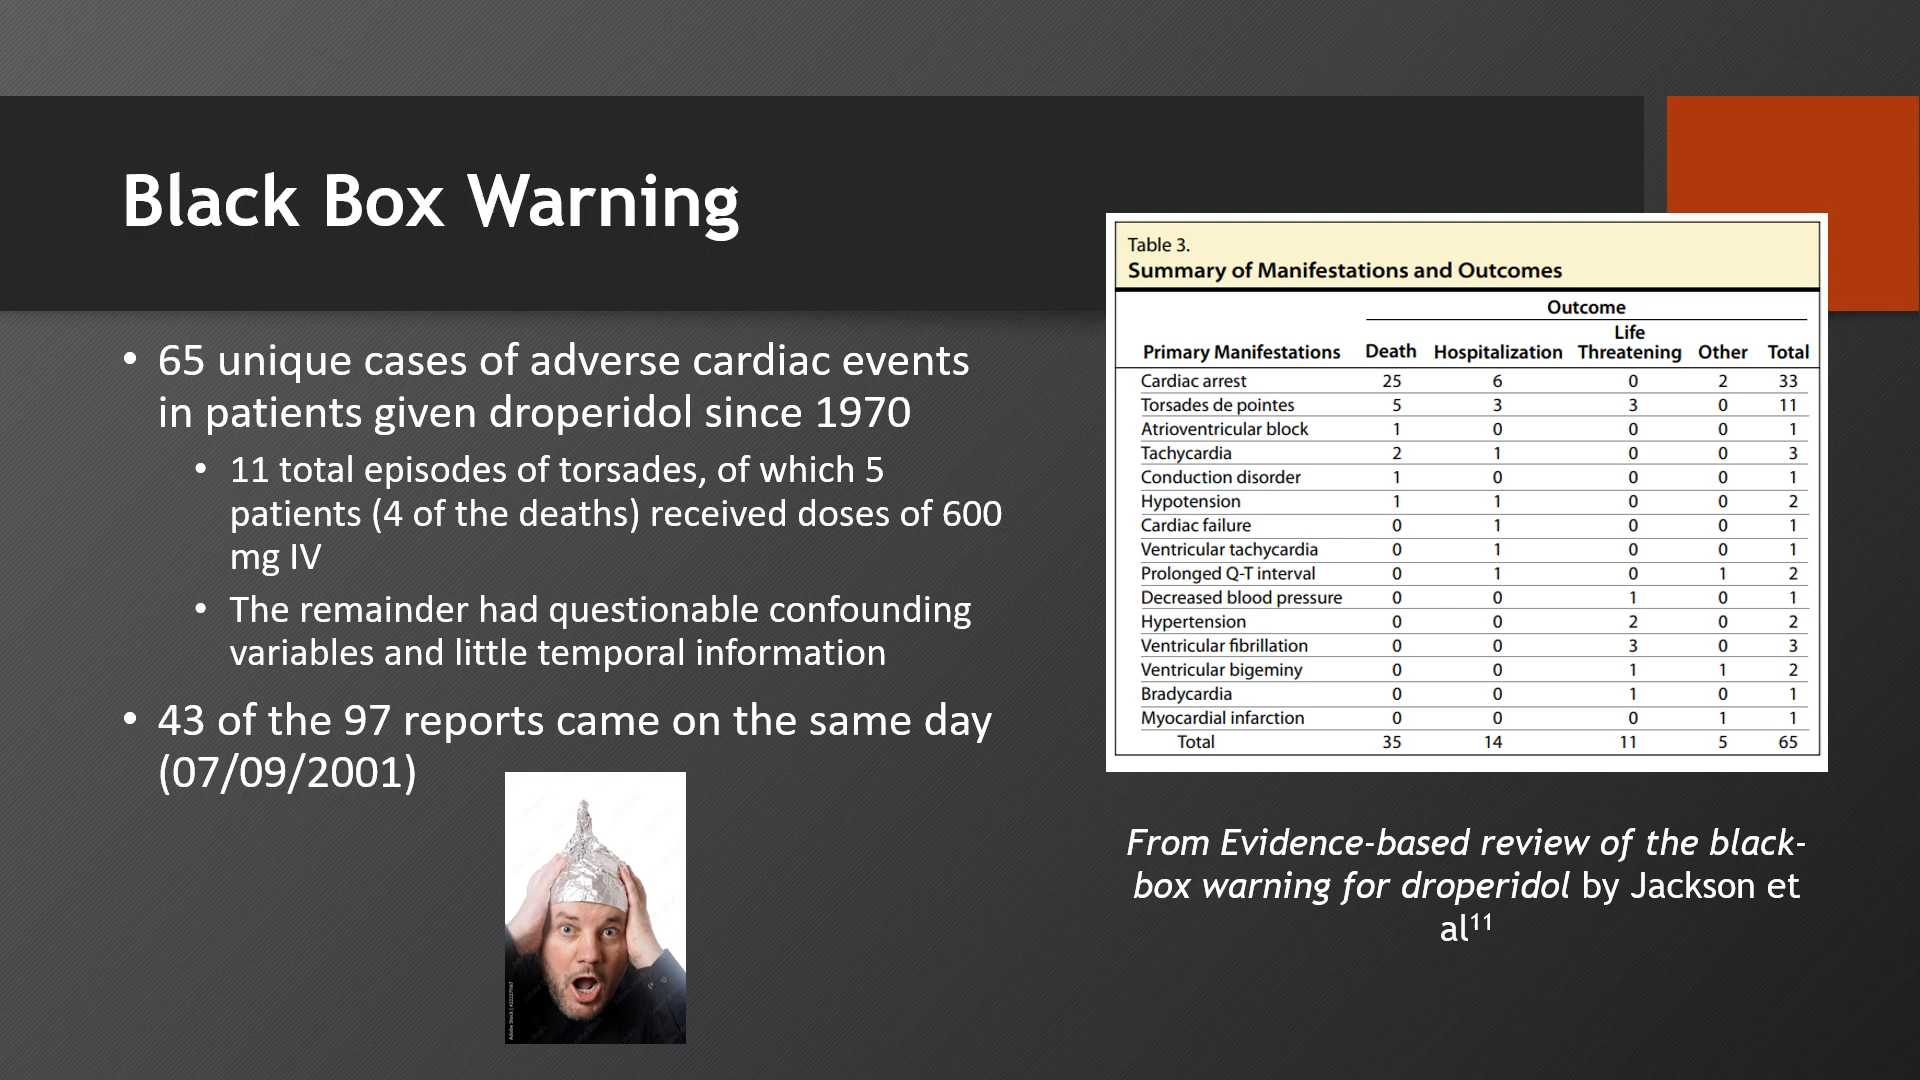 Black Box Warning
• 65 unique cases of adverse cardiac events
in patients given droperidol since 1970
• 11 total episodes of torsades, of which 5
patients (4 of the deaths) received doses of 600
mg IV
• The remainder had questionable confounding
variables and little temporal information
• 43 of the 97 reports came on the same day
(07/09/2001)
Table 3.
Summary of Manifestations and Outcomes
Outcome
Life
Primary Manifestations Death Hospitalization Threatening Other Total
Cardiac arrest 25 6 0 2 33
Torsades de pointes 5 3 3 0 11
Atrioventricular block 1 0 0 0 1
Tachycardia 2 1 0 0 3
Conduction disorder 1 0 0 0 1
Hypotension 1 1 0 0 2
Cardiac failure 0 1 0 0 1
Ventricular tachycardia 0 1 0 0 1
Prolonged Q-T interval 0 1 0 1 2
Decreased blood pressure 0 0 1 0 1
Hypertension 0 0 2 0 2
Ventricular fibrillation 0 0 3 0 3
Ventricular bigeminy 0 0 1 1 2
Bradycardia 0 0 1 0 1
Myocardial infarction 0 0 0 1 1
Total 35 14 11 5 65
From Evidence-based review of the black-
box warning for droperidol by Jackson et
al¹¹
Adobe Stock